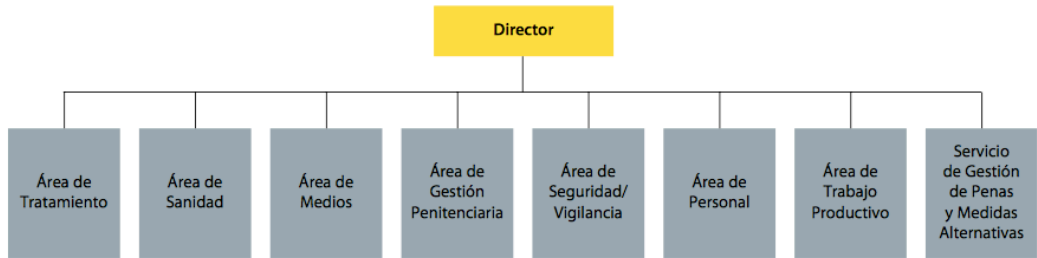 Director
Área de
Tratamiento
Área de
Sanidad
Área de
Medios
Área de
Gestión
Penitenciaria
Área de
Seguridad/
Vigilancia
Área de
Personal
Área de
Trabajo
Productivo
Servicio
de Gestión
de Penas
y Medidas
Alternativas